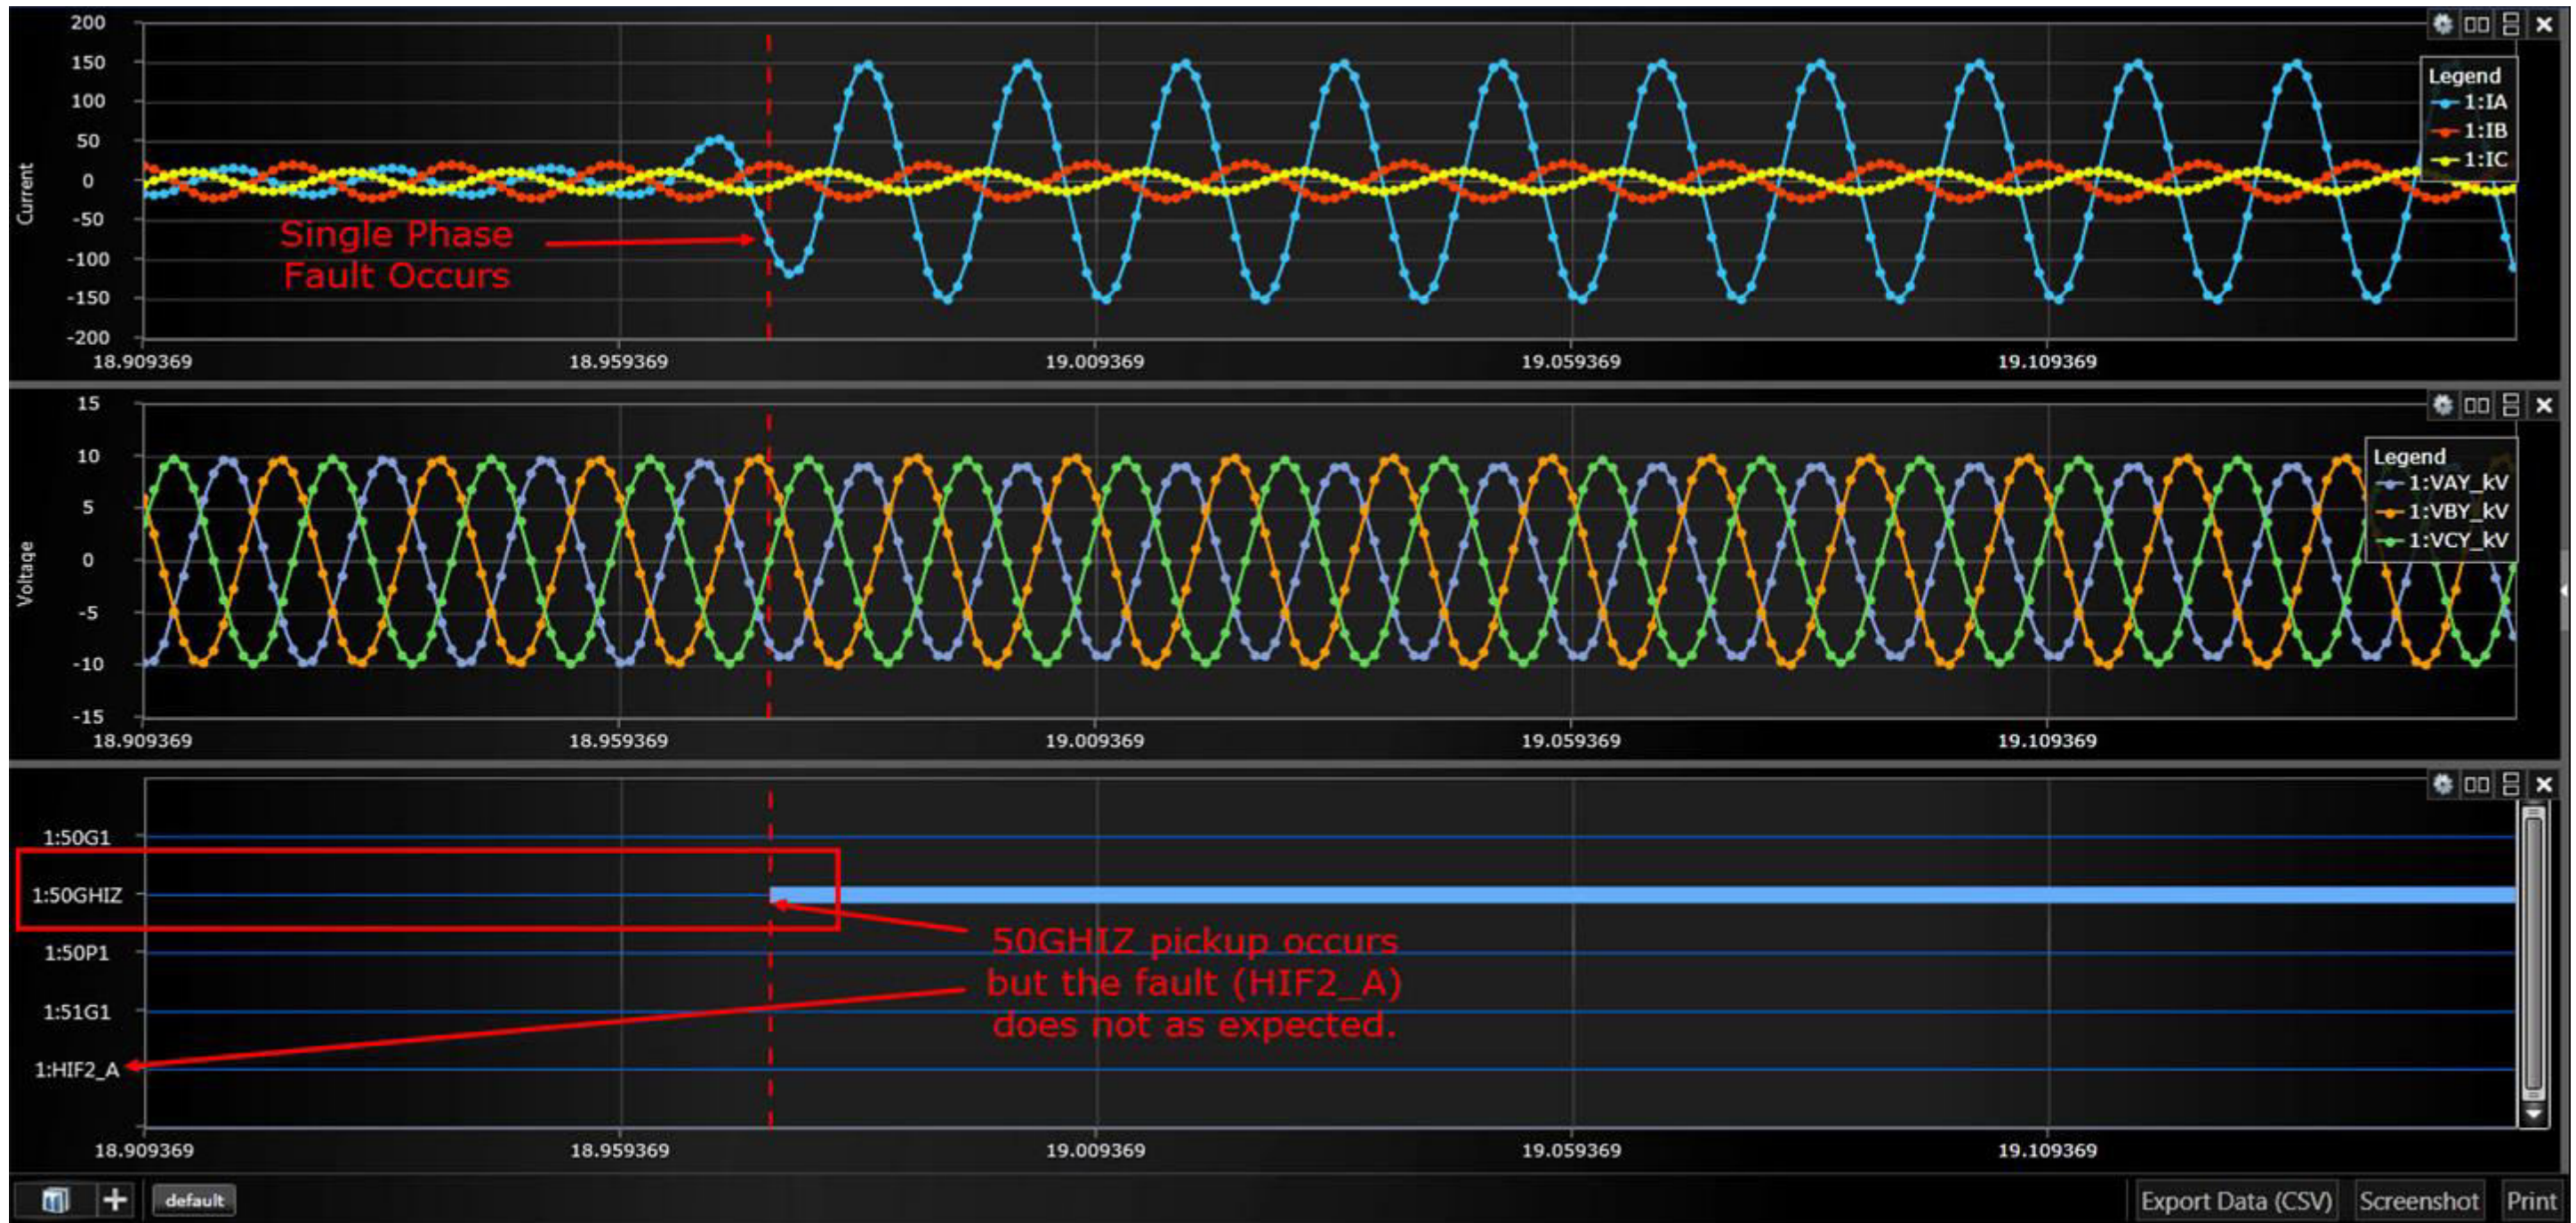 200
150
100
50
0
-50
-100
-150
-200
Current
Legend
1:IA
1:IB
1:IC
Single Phase
Fault Occurs
18.909369 18.959369 19.009369 19.059369 19.109369
15
10
5
0
-5
-10
-15
Voltage
Legend
1:VAY_kV
1:VBY_kV
1:VCY_kV
18.909369 18.959369 19.009369 19.059369 19.109369
1:50G1
1:50GHIZ
1:50P1
1:51G1
1:HIF2_A
50GHIZ pickup occurs
but the fault (HIF2_A)
does not as expected.
18.909369 18.959369 19.009369 19.059369 19.109369
default
Export Data (CSV) Screenshot Print